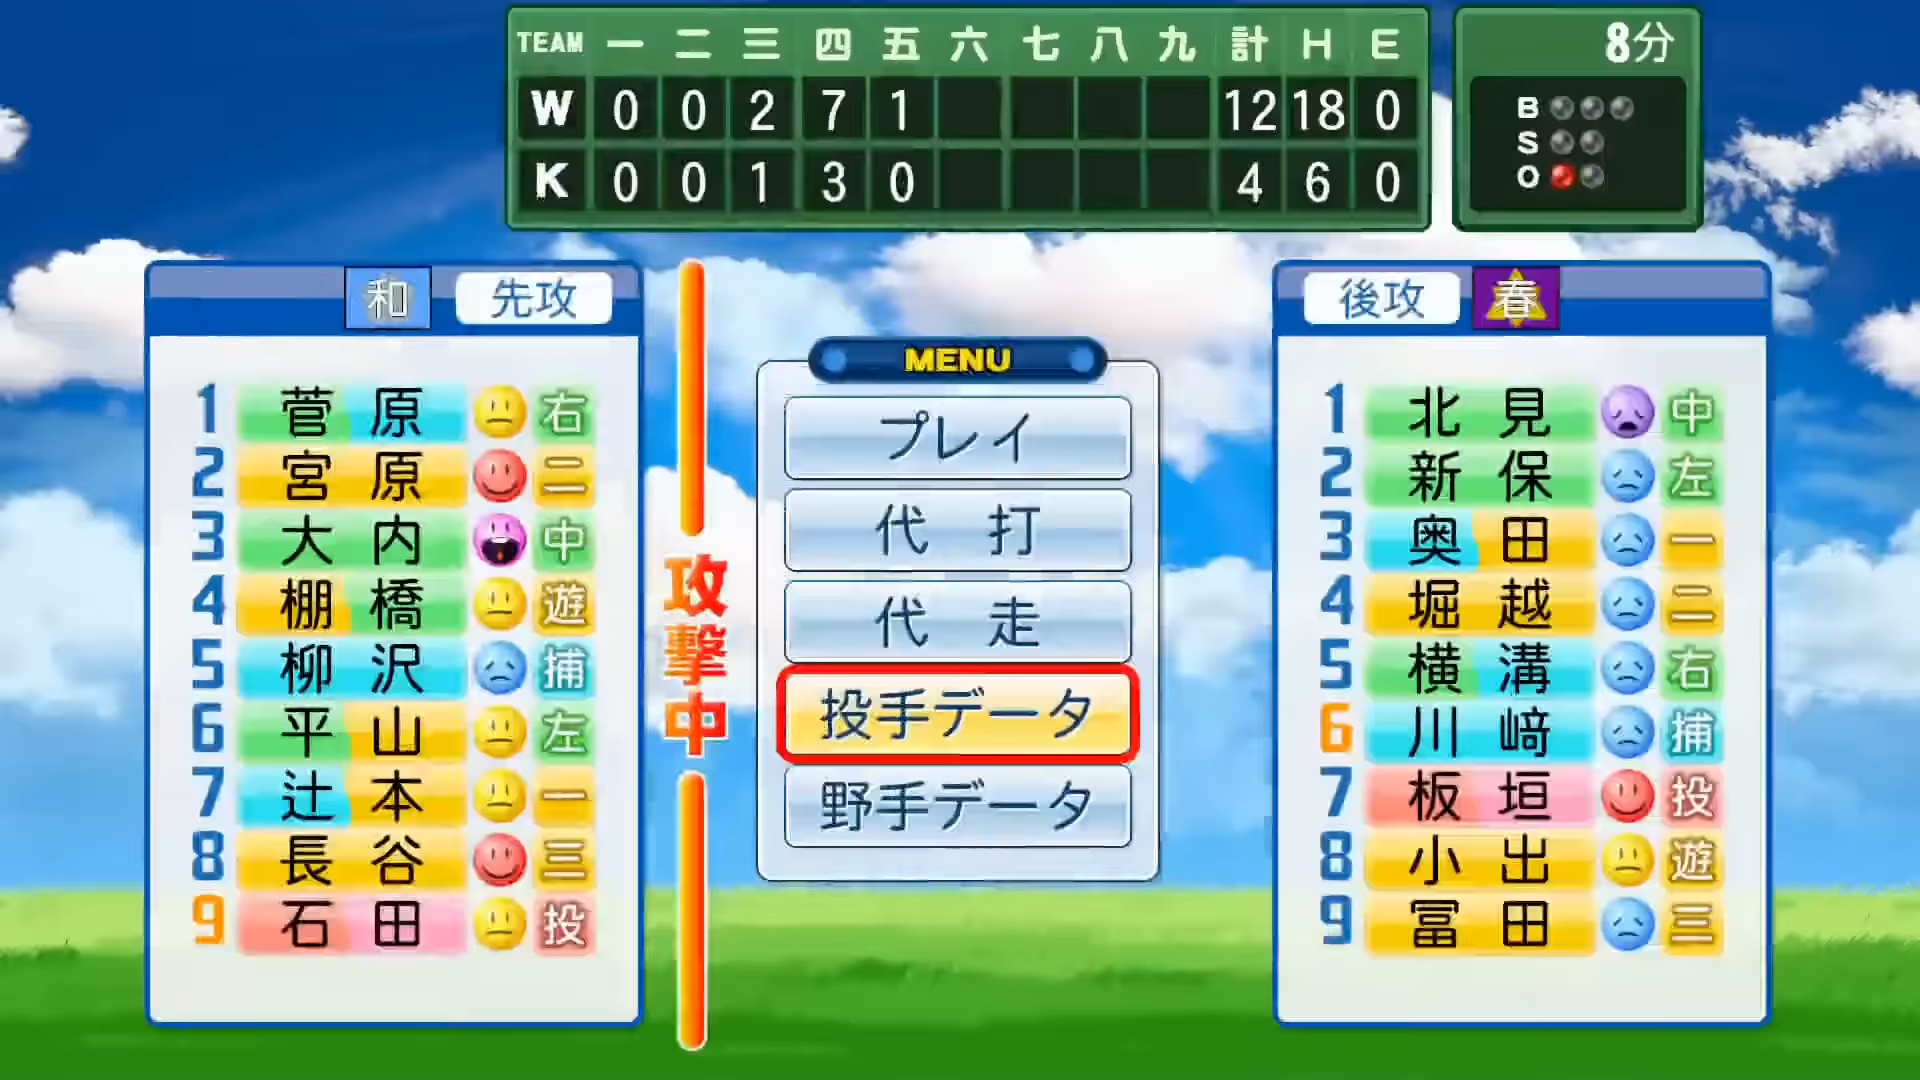 TEAM 一 二 三 四 五 六 七 八 九 計 H E
W 0 0 2 7 1 12 18 0
K 0 0 1 3 0 4 6 0
8分
B
S
O
和 先攻
1 菅原 右
2 宮原 二
3 大内 中
4 棚橋 遊
5 柳沢 捕
6 平山 左
7 辻本 一
8 長谷 三
9 石田 投
攻撃中
MENU
プレイ
代 打
代 走
投手データ
野手データ
後攻 春
1 北見 中
2 新保 左
3 奥田 一
4 堀越 二
5 横溝 右
6 川﨑 捕
7 板垣 投
8 小出 遊
9 冨田 三